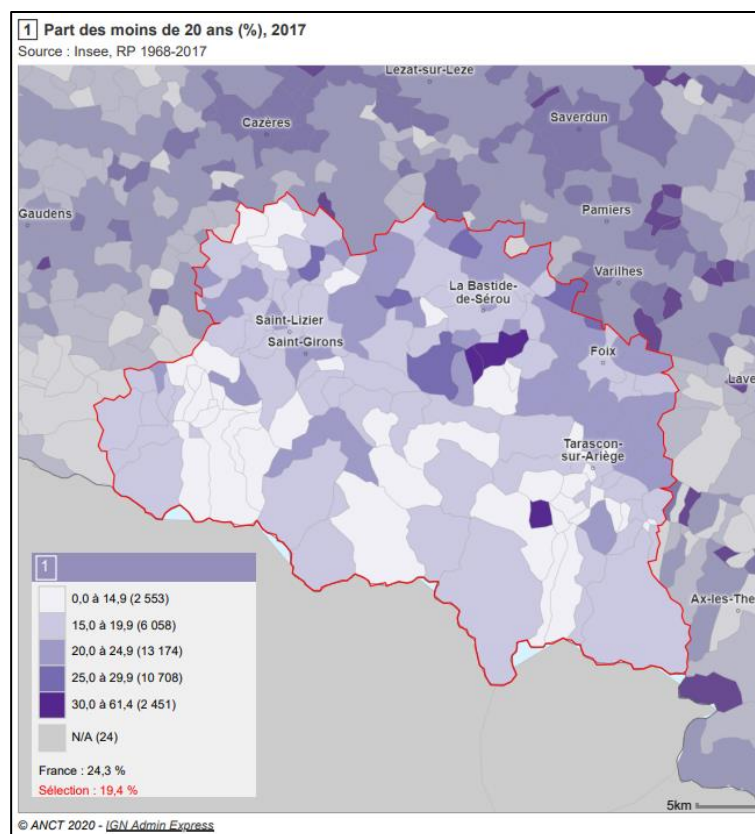 1 Part des moins de 20 ans (%), 2017
Source : Insee, RP 1968-2017
Lézat-sur-Lèze
Cazères
Saverdun
Gaudens
Pamiers
Varilhes
La Bastide-
de-Sérou
Saint-Lizier
Saint-Girons
Foix
Lave
Tarascon-
sur-Ariège
Ax-les-The
1
0,0 à 14,9 (2 553)
15,0 à 19,9 (6 058)
20,0 à 24,9 (13 174)
25,0 à 29,9 (10 708)
30,0 à 61,4 (2 451)
N/A (24)
France : 24,3 %
Sélection : 19,4 %
5km
© ANCT 2020 - IGN Admin Express